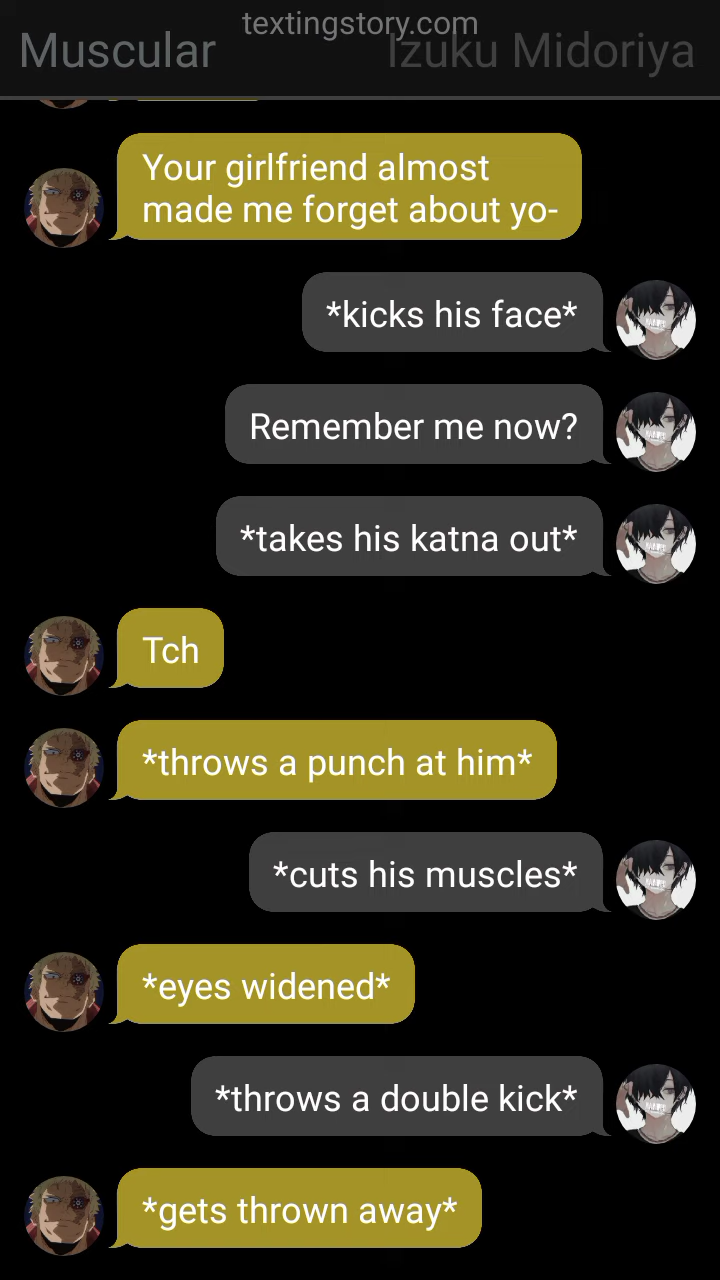 textingstory.com
Muscular
Izuku Midoriya
Your girlfriend almost
made me forget about yo-
*kicks his face*
Remember me now?
*takes his katna out*
Tch
*throws a punch at him*
*cuts his muscles*
*eyes widened*
*throws a double kick*
*gets thrown away*